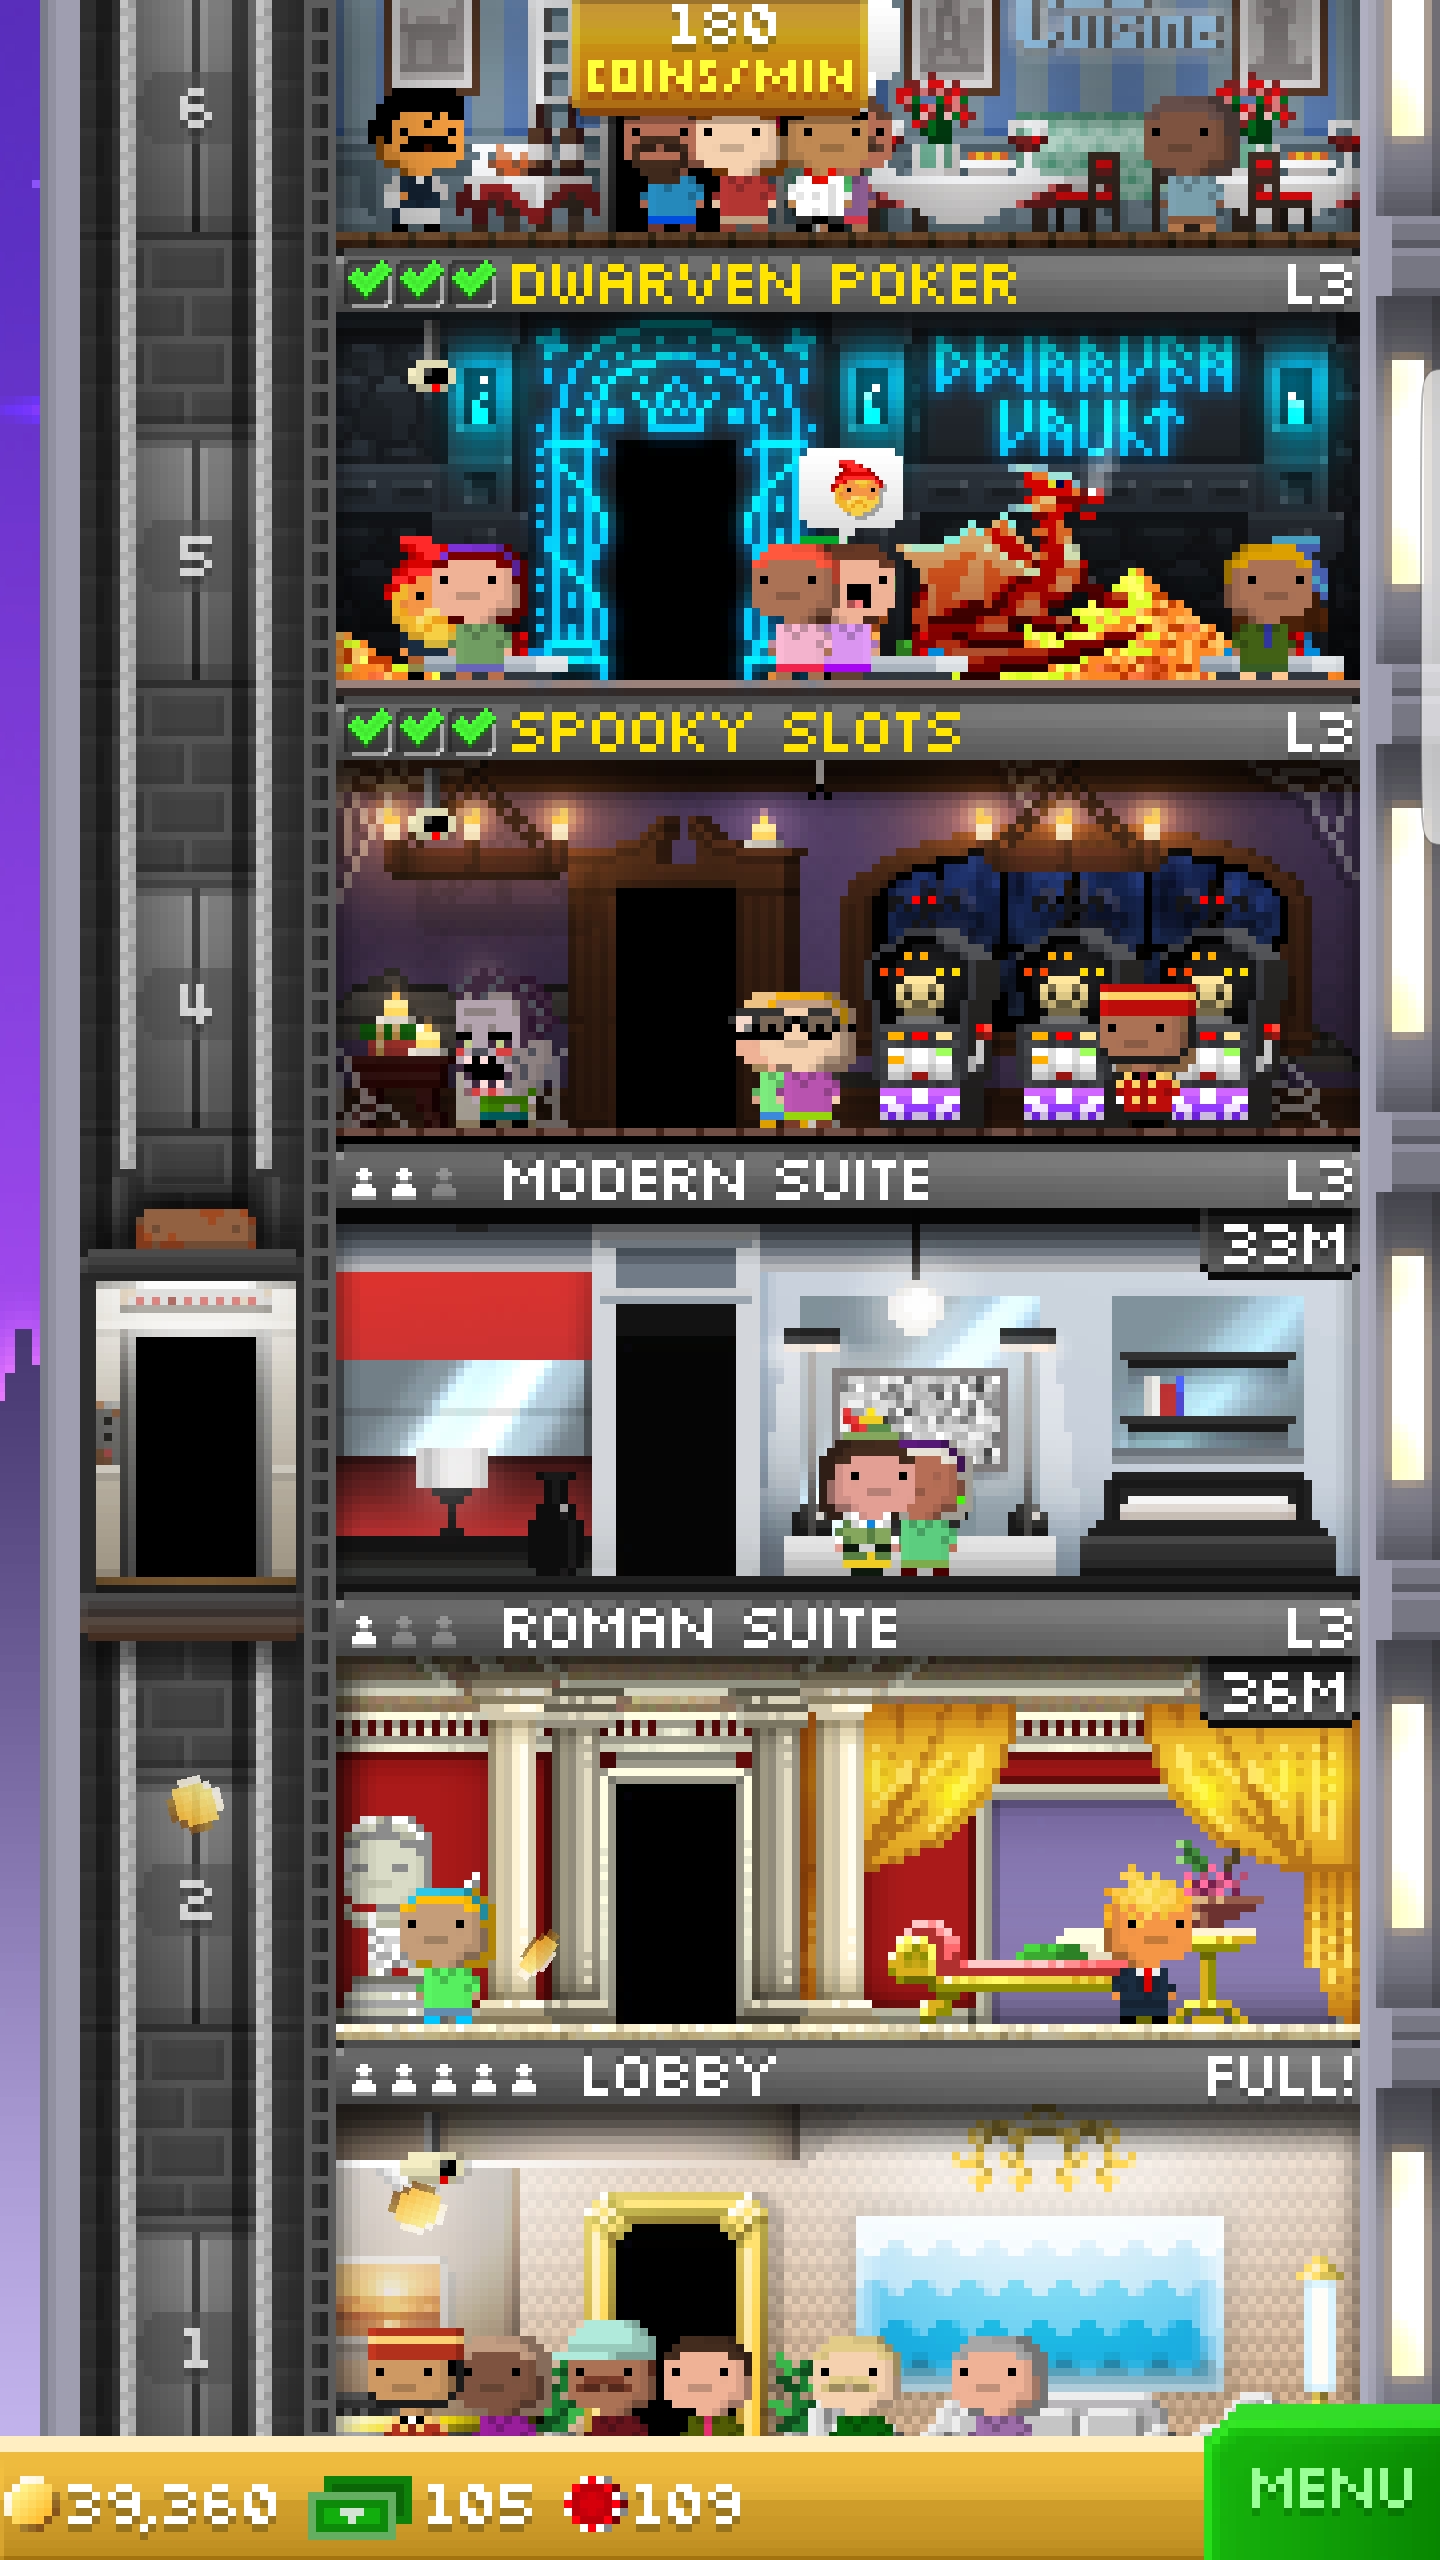 180
COINS/MIN
Cuisine
6
DWARVEN POKER L3
DWARVEN
VAULT
5
SPOOKY SLOTS L3
4
MODERN SUITE L3
33M
ROMAN SUITE L3
36M
2
LOBBY FULL!
1
39,360 105 109
MENU